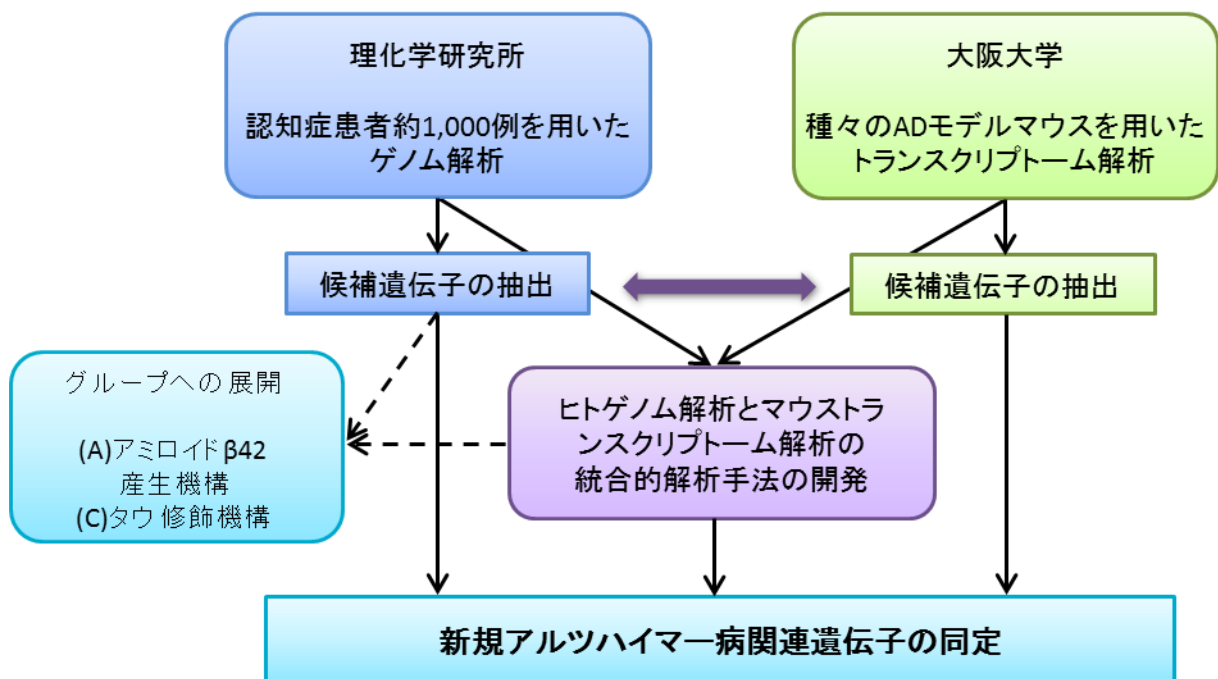 理化学研究所
認知症患者約1,000例を用いた
ゲノム解析
大阪大学
種々のADモデルマウスを用いた
トランスクリプトーム解析
候補遺伝子の抽出
候補遺伝子の抽出
グループへの展開
(A)アミロイドβ42
産生機構
(C)タウ修飾機構
ヒトゲノム解析とマウストラ
ンスクリプトーム解析の
統合的解析手法の開発
新規アルツハイマー病関連遺伝子の同定